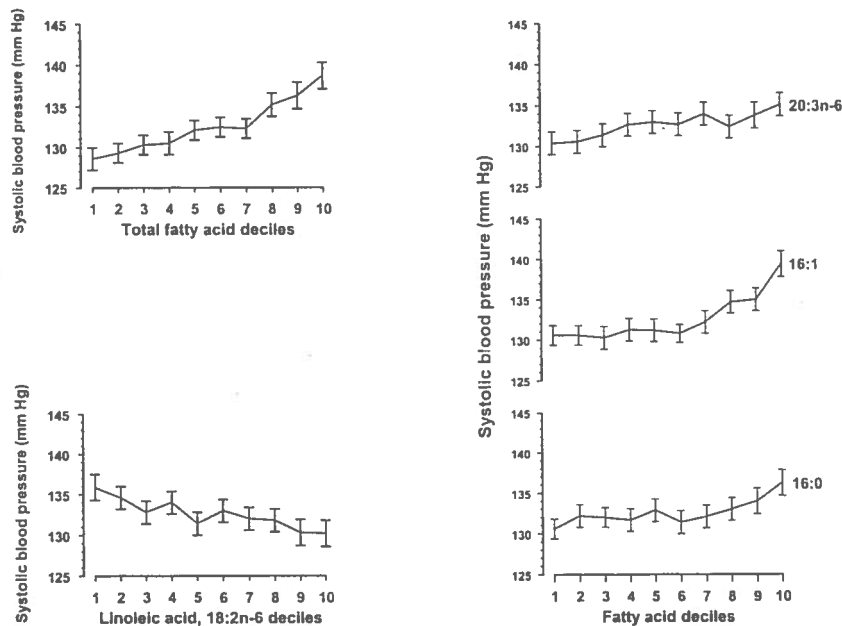 Systolic blood pressure (mm Hg)
145
140
135
130
125
1 2 3 4 5 6 7 8 9 10
Total fatty acid deciles
Systolic blood pressure (mm Hg)
145
140
135
130
125
1 2 3 4 5 6 7 8 9 10
Linoleic acid, 18:2n-6 deciles
Systolic blood pressure (mm Hg)
145
140
135
130
125
20:3n-6
145
140
135
130
125
16:1
145
140
135
130
125
16:0
1 2 3 4 5 6 7 8 9 10
Fatty acid deciles